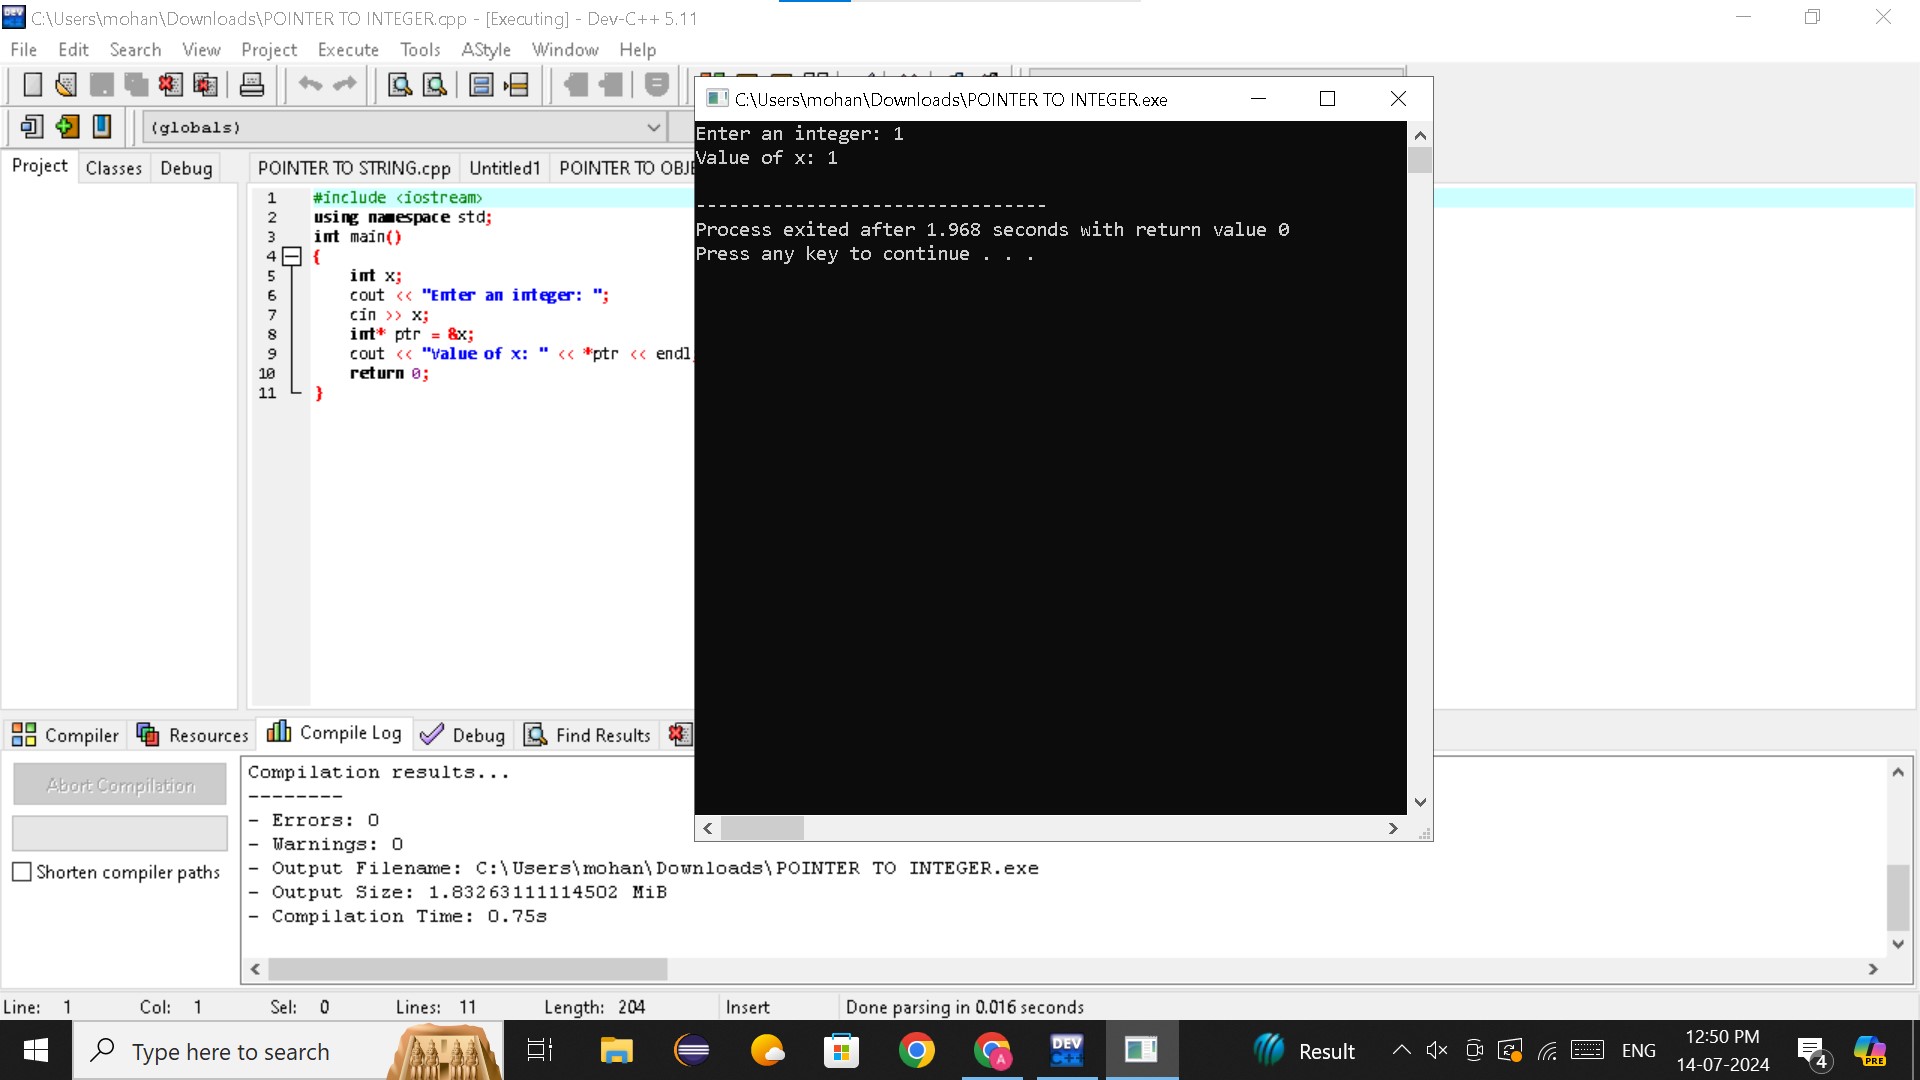 C:\Users\mohan\Downloads\POINTER TO INTEGER.cpp - [Executing] - Dev-C++ 5.11
File Edit Search View Project Execute Tools AStyle Window Help
(globals)
Project Classes Debug
POINTER TO STRING.cpp Untitled1 POINTER TO OBJ
1 #include <iostream>
2 using namespace std;
3 int main()
4 {
5 int x;
6 cout << "Enter an integer: ";
7 cin >> x;
8 int* ptr = &x;
9 cout << "Value of x: " << *ptr << endl
10 return 0;
11 }
C:\Users\mohan\Downloads\POINTER TO INTEGER.exe
Enter an integer: 1
Value of x: 1
--------------------------------
Process exited after 1.968 seconds with return value 0
Press any key to continue . . .
Compiler Resources Compile Log Debug Find Results
Abort Compilation
Shorten compiler paths
Compilation results...
--------
- Errors: 0
- Warnings: 0
- Output Filename: C:\Users\mohan\Downloads\POINTER TO INTEGER.exe
- Output Size: 1.83263111114502 MiB
- Compilation Time: 0.75s
Line: 1 Col: 1 Sel: 0 Lines: 11 Length: 204 Insert Done parsing in 0.016 seconds
Type here to search
DEV
C++
Result
ENG
12:50 PM
14-07-2024
4
PRE